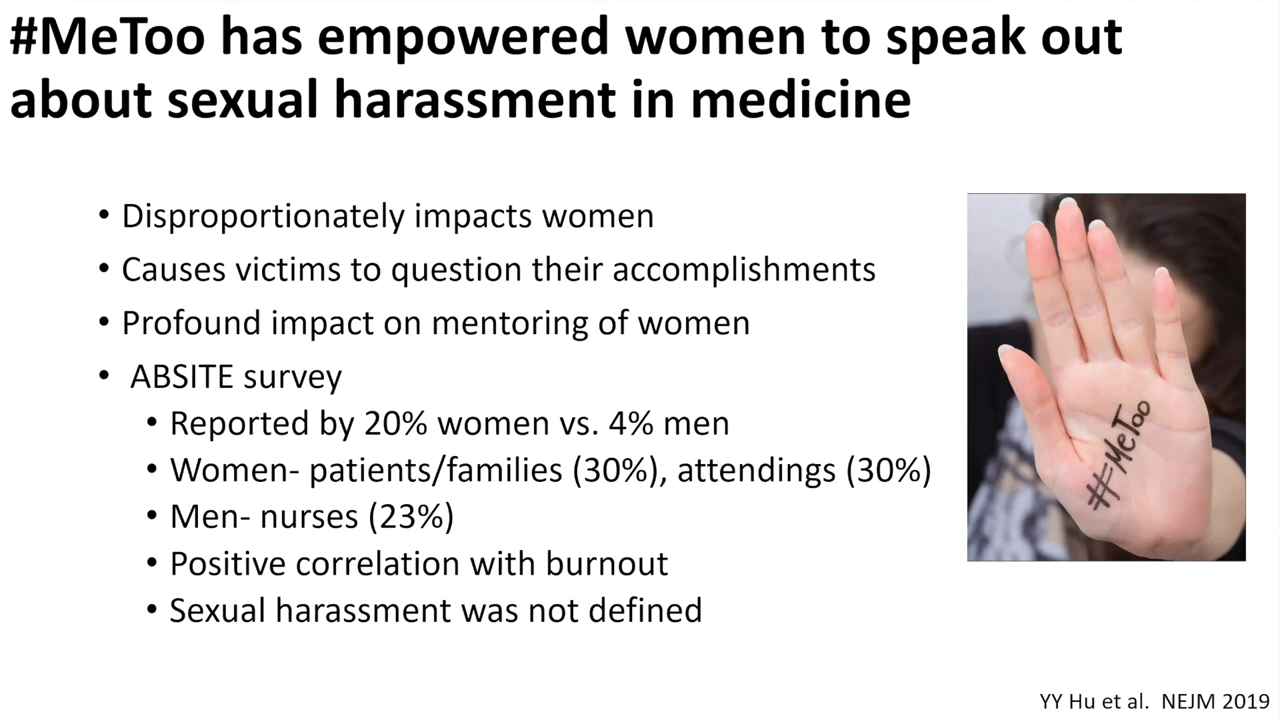 #MeToo has empowered women to speak out
about sexual harassment in medicine
• Disproportionately impacts women
• Causes victims to question their accomplishments
• Profound impact on mentoring of women
• ABSITE survey
• Reported by 20% women vs. 4% men
• Women- patients/families (30%), attendings (30%)
• Men- nurses (23%)
• Positive correlation with burnout
• Sexual harassment was not defined
#MeToo
YY Hu et al. NEJM 2019